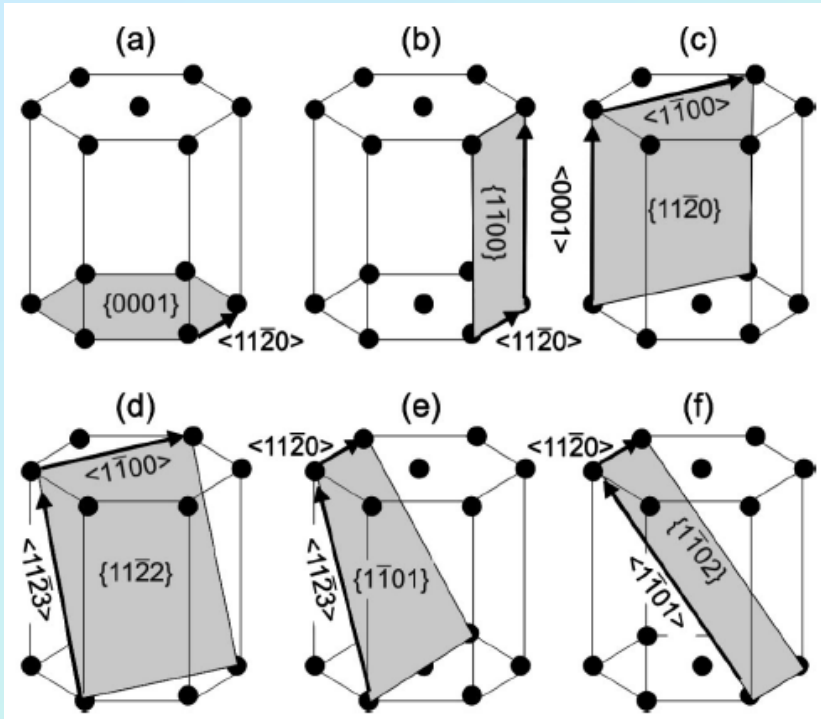 (a)
(b)
(c)
{0001}
<112̄0>
{11̄00}
<112̄0>
<11̄00>
<0001>
{112̄0}
(d)
(e)
(f)
<11̄00>
<112̄3>
{112̄2}
<112̄0>
<112̄3>
{11̄01}
<112̄0>
{11̄02}
<11̄01>